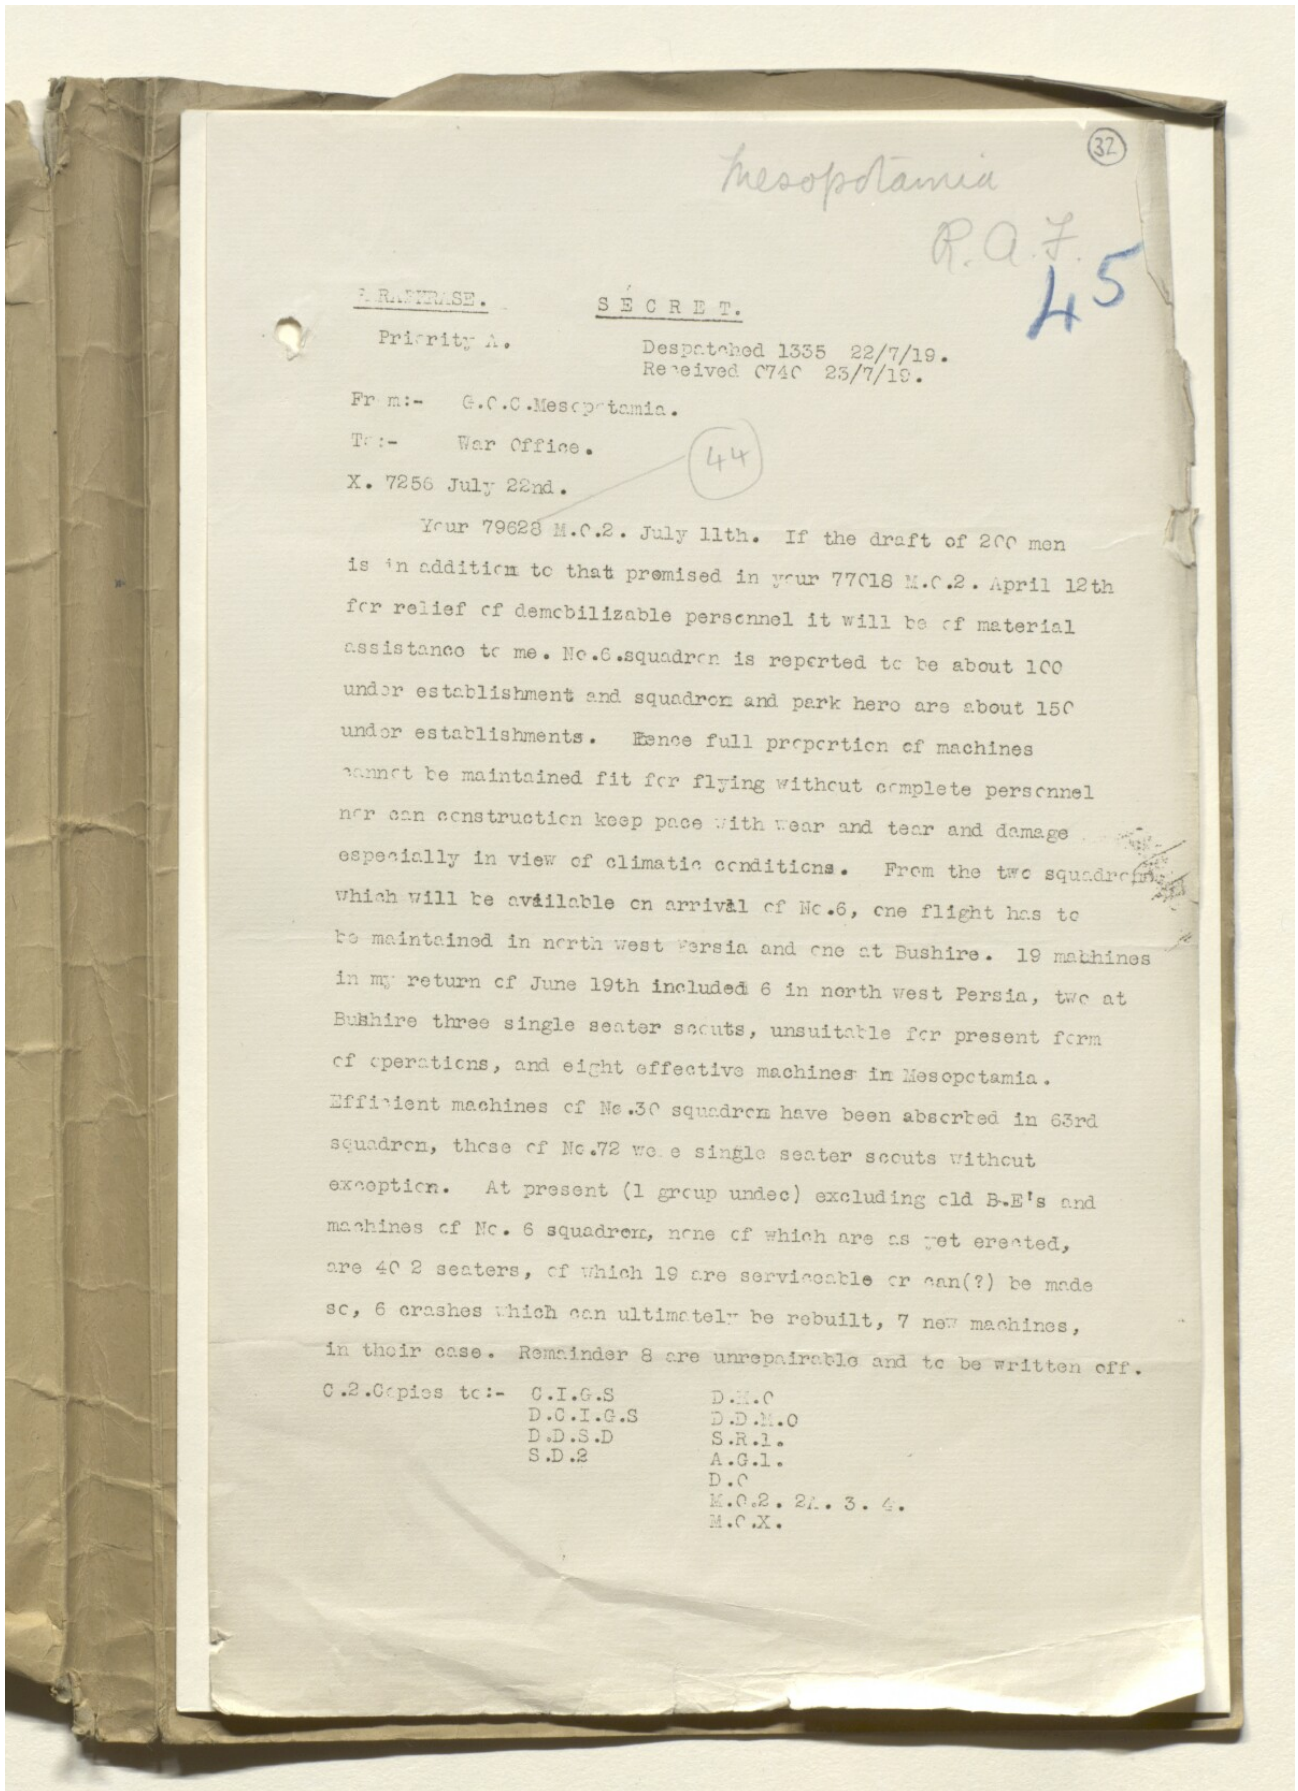 32
Mesopotamia
R.A.F.
45
PARAPHRASE.
SECRET.
Priority A.
Despatched 1335 22/7/19.
Received 0740 23/7/19.
From:- G.O.C.Mesopotamia.
To:- War Office.
44
X. 7256 July 22nd.
Your 79628 M.O.2. July 11th. If the draft of 200 men
is in addition to that promised in your 77018 M.O.2. April 12th
for relief of demobilizable personnel it will be of material
assistance to me. No.6.squadron is reported to be about 100
under establishment and squadron and park here are about 150
under establishments. Hence full proportion of machines
cannot be maintained fit for flying without complete personnel
nor can construction keep pace with wear and tear and damage
especially in view of climatic conditions. From the two squadrons
which will be available on arrival of No.6, one flight has to
be maintained in north west Persia and one at Bushire. 19 machines
in my return of June 19th included 6 in north west Persia, two at
Bushire three single seater scouts, unsuitable for present form
of operations, and eight effective machines in Mesopotamia.
Efficient machines of No.30 squadron have been absorbed in 63rd
squadron, those of No.72 we e single seater scouts without
exception. At present (1 group undec) excluding old B.E's and
machines of No. 6 squadron, none of which are as yet erected,
are 40 2 seaters, of which 19 are serviceable or can(?) be made
so, 6 crashes which can ultimately be rebuilt, 7 new machines,
in their case. Remainder 8 are unrepairable and to be written off.
C.2.Copies to:- C.I.G.S D.M.O
D.C.I.G.S D.D.M.O
D.D.S.D S.R.1.
S.D.2 A.G.1.
D.O
M.O.2. 2A. 3. 4.
M.O.X.